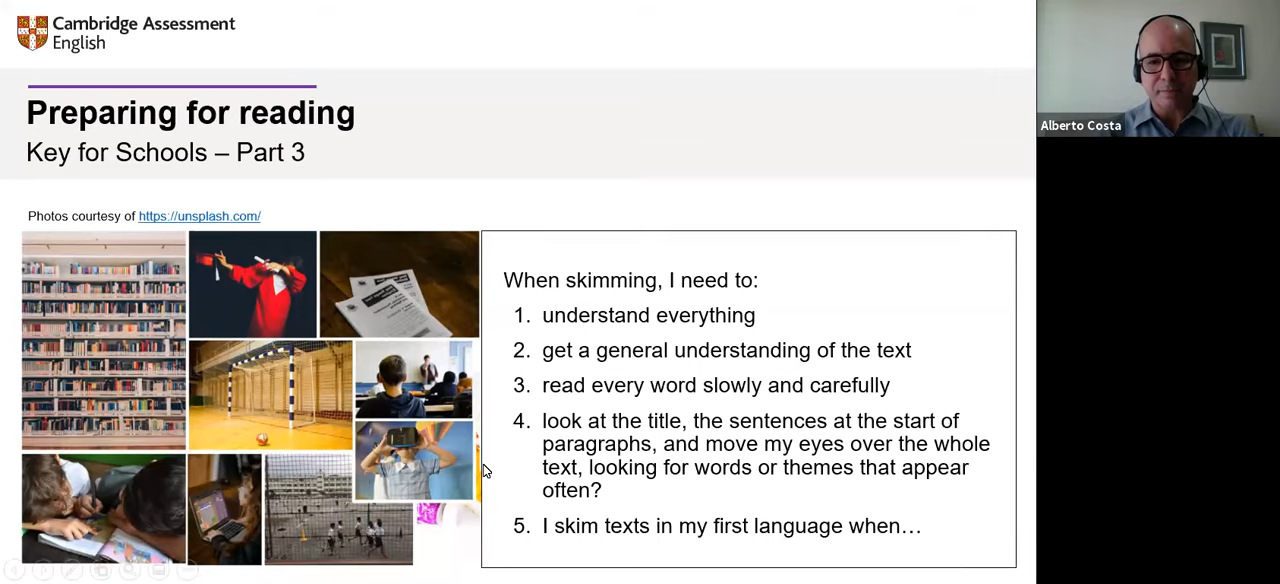 Cambridge Assessment
English
Preparing for reading
Key for Schools – Part 3
Photos courtesy of https://unsplash.com/
When skimming, I need to:
1. understand everything
2. get a general understanding of the text
3. read every word slowly and carefully
4. look at the title, the sentences at the start of
paragraphs, and move my eyes over the whole
text, looking for words or themes that appear
often?
5. I skim texts in my first language when…
Alberto Costa